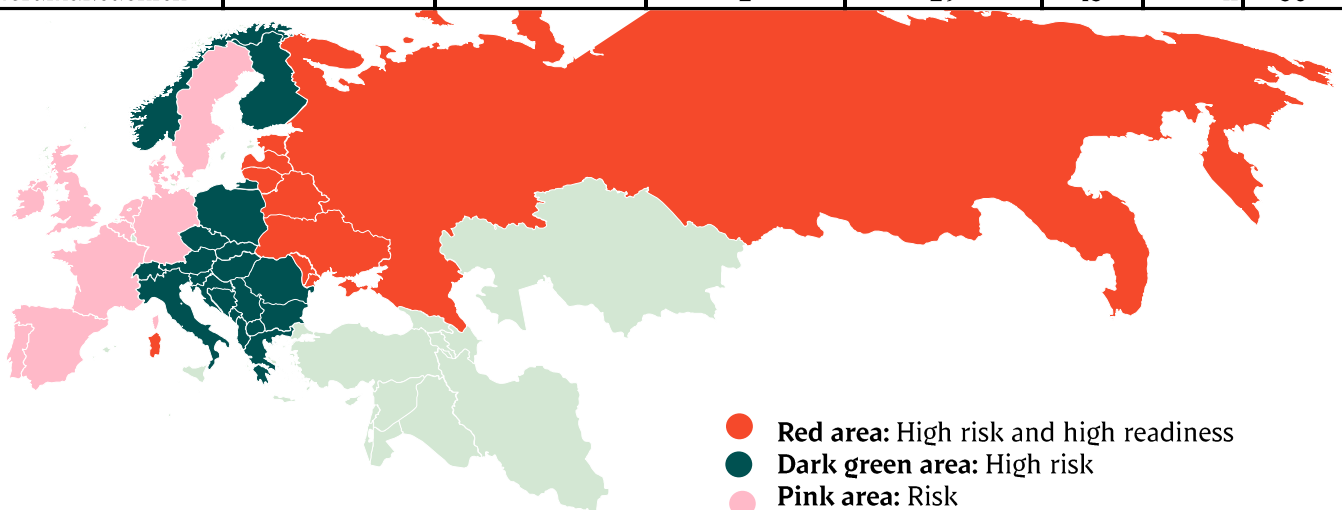 Red area: High risk and high readiness
Dark green area: High risk
Pink area: Risk